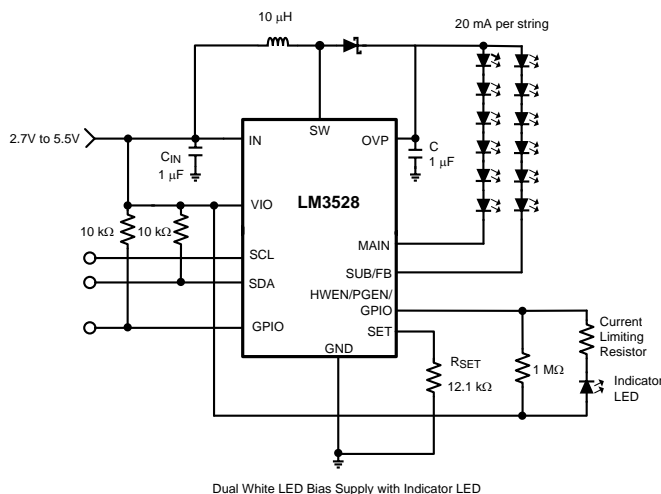 10 μH
20 mA per string
2.7V to 5.5V
IN
SW
OVP
C_IN
1 μF
C
1 μF
LM3528
VIO
10 kΩ
10 kΩ
SCL
SDA
GPIO
MAIN
SUB/FB
HWEN/PGEN/
GPIO
SET
GND
R_SET
12.1 kΩ
1 MΩ
Current
Limiting
Resistor
Indicator
LED
Dual White LED Bias Supply with Indicator LED